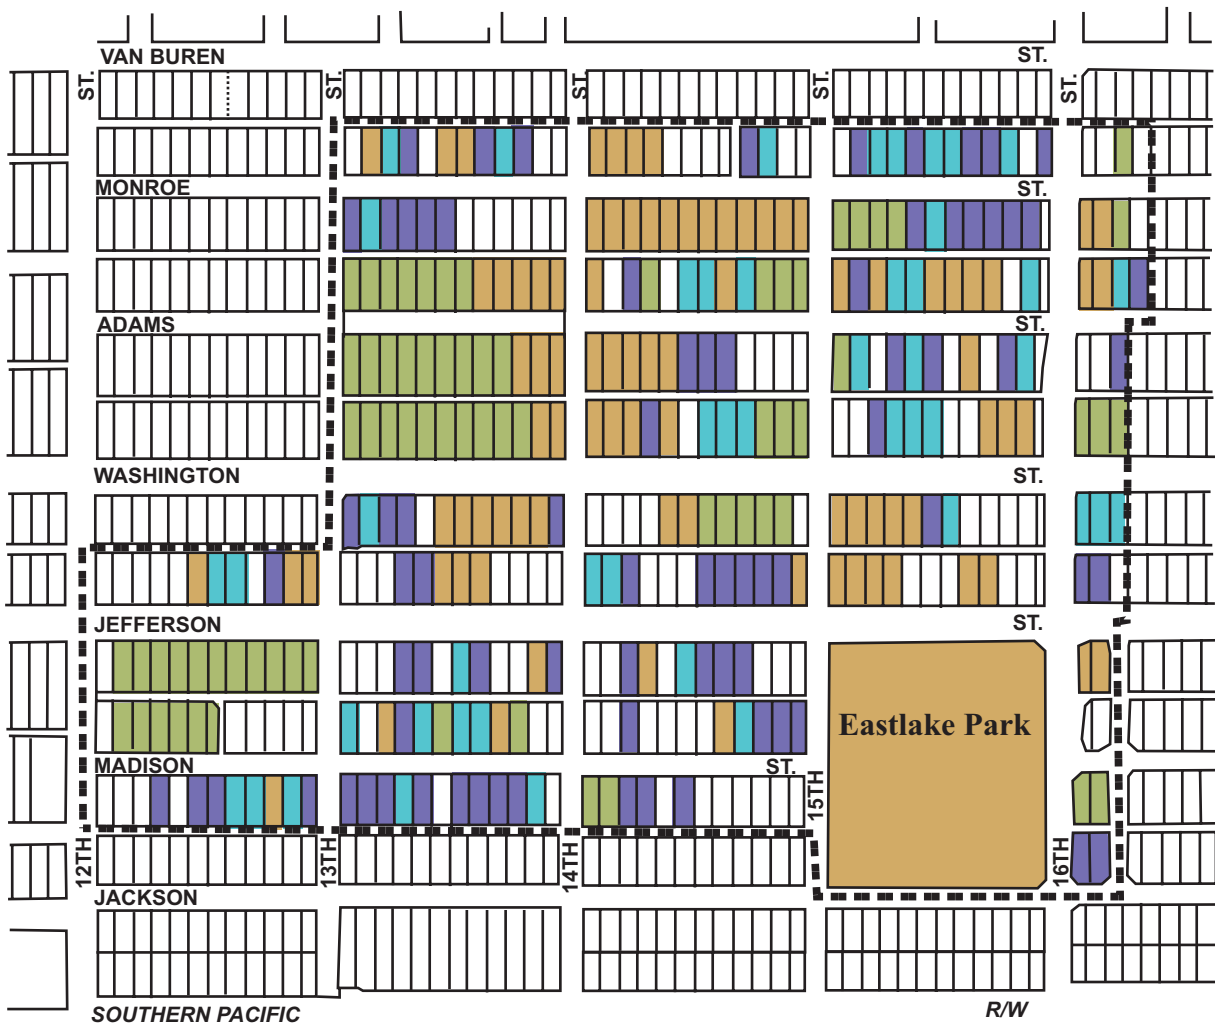 VAN BUREN ST.
ST. ST. ST. ST. ST.
MONROE ST.
ADAMS ST.
WASHINGTON ST.
JEFFERSON ST.
Eastlake Park
MADISON ST.
12TH 13TH 14TH 15TH 16TH
JACKSON
SOUTHERN PACIFIC R/W